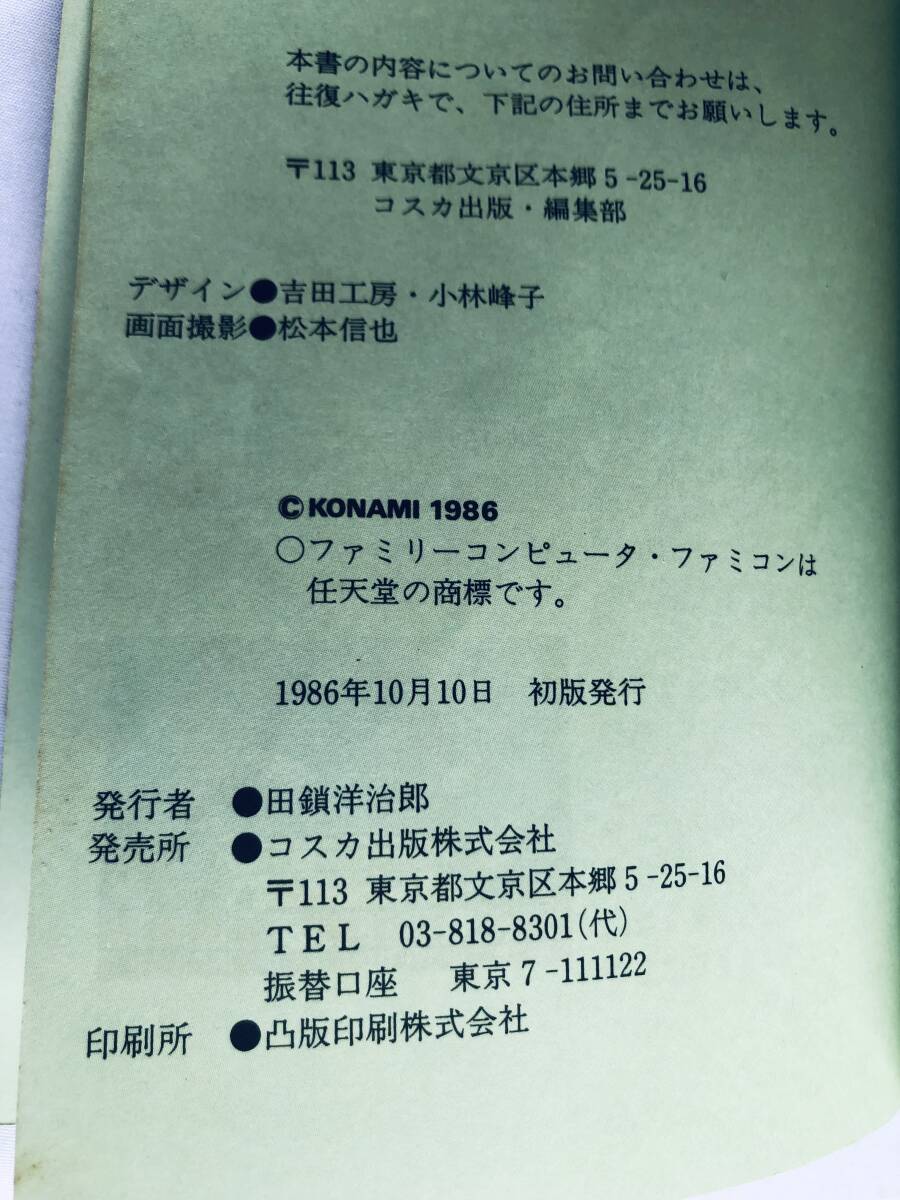 本書の内容についてのお問い合わせは、
往復ハガキで、下記の住所までお願いします。
〒113 東京都文京区本郷5-25-16
コスカ出版・編集部
デザイン●吉田工房・小林峰子
画面撮影●松本信也
©KONAMI 1986
○ファミリーコンピュータ・ファミコンは
任天堂の商標です。
1986年10月10日 初版発行
発行者 ●田鎖洋治郎
発売所 ●コスカ出版株式会社
〒113 東京都文京区本郷5-25-16
TEL 03-818-8301(代)
振替口座 東京7-111122
印刷所 ●凸版印刷株式会社